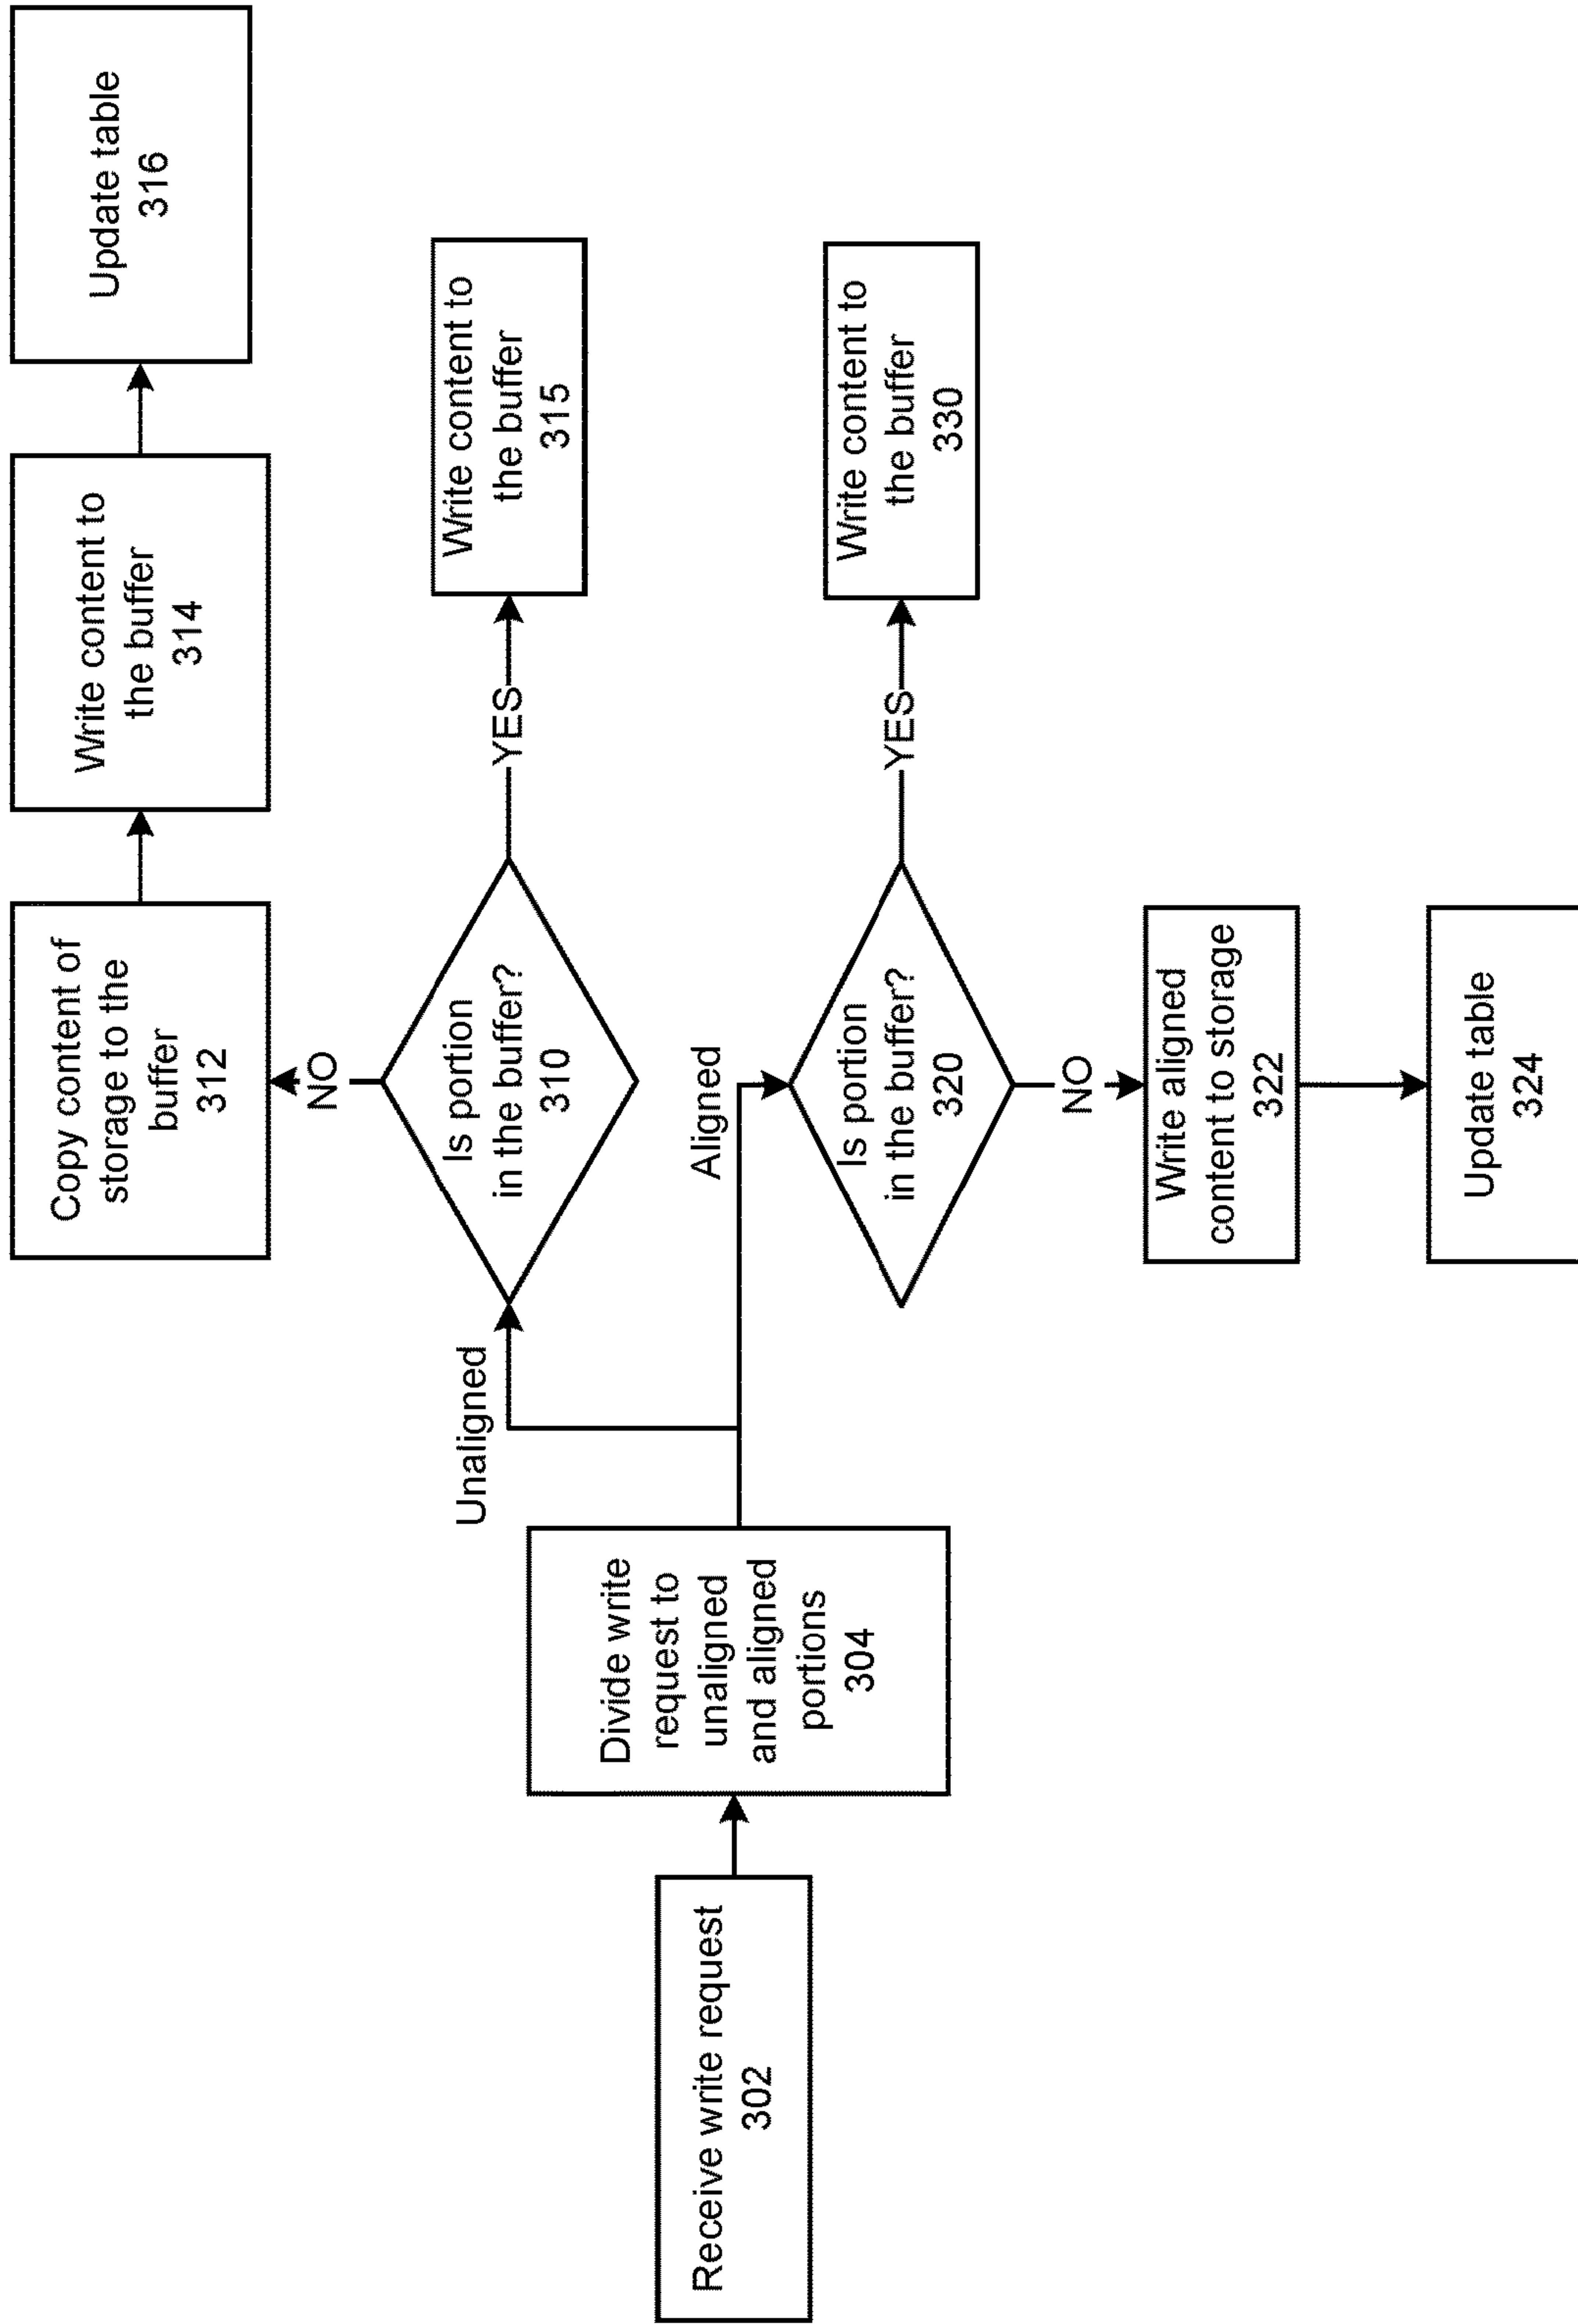 Receive write request
302
Divide write
request to
unaligned
and aligned
portions
304
Unaligned
Aligned
Is portion
in the buffer?
310
NO
Copy content of
storage to the
buffer
312
Write content to
the buffer
314
Update table
316
YES
Write content to
the buffer
315
Is portion
in the buffer?
320
YES
Write content to
the buffer
330
NO
Write aligned
content to storage
322
Update table
324